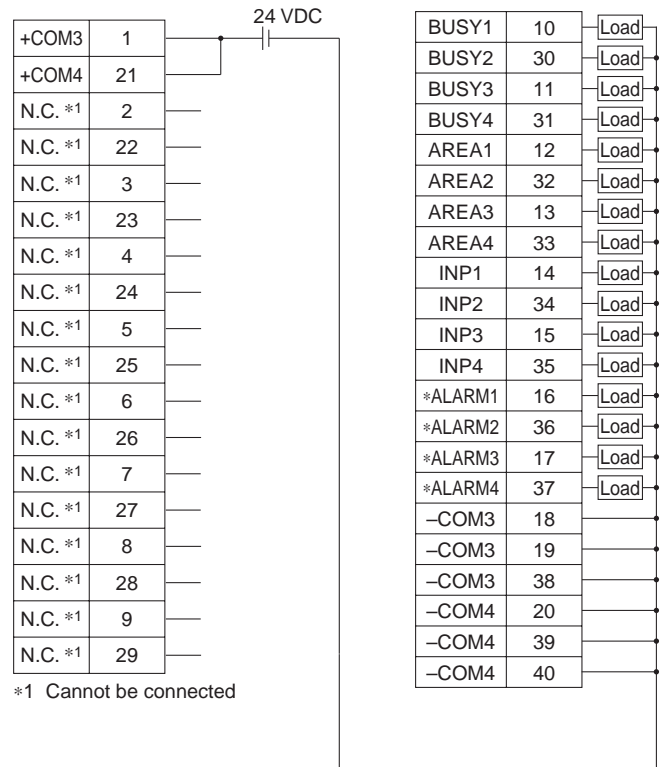 24 VDC
+COM3 1
+COM4 21
N.C. *1 2
N.C. *1 22
N.C. *1 3
N.C. *1 23
N.C. *1 4
N.C. *1 24
N.C. *1 5
N.C. *1 25
N.C. *1 6
N.C. *1 26
N.C. *1 7
N.C. *1 27
N.C. *1 8
N.C. *1 28
N.C. *1 9
N.C. *1 29
*1 Cannot be connected
BUSY1 10 Load
BUSY2 30 Load
BUSY3 11 Load
BUSY4 31 Load
AREA1 12 Load
AREA2 32 Load
AREA3 13 Load
AREA4 33 Load
INP1 14 Load
INP2 34 Load
INP3 15 Load
INP4 35 Load
*ALARM1 16 Load
*ALARM2 36 Load
*ALARM3 17 Load
*ALARM4 37 Load
–COM3 18
–COM3 19
–COM3 38
–COM4 20
–COM4 39
–COM4 40